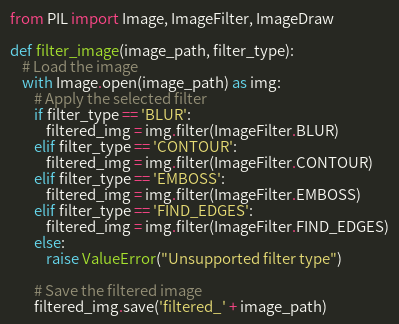 from PIL import Image, ImageFilter, ImageDraw

def filter_image(image_path, filter_type):
    # Load the image
    with Image.open(image_path) as img:
        # Apply the selected filter
        if filter_type == 'BLUR':
            filtered_img = img.filter(ImageFilter.BLUR)
        elif filter_type == 'CONTOUR':
            filtered_img = img.filter(ImageFilter.CONTOUR)
        elif filter_type == 'EMBOSS':
            filtered_img = img.filter(ImageFilter.EMBOSS)
        elif filter_type == 'FIND_EDGES':
            filtered_img = img.filter(ImageFilter.FIND_EDGES)
        else:
            raise ValueError("Unsupported filter type")

        # Save the filtered image
        filtered_img.save('filtered_' + image_path)